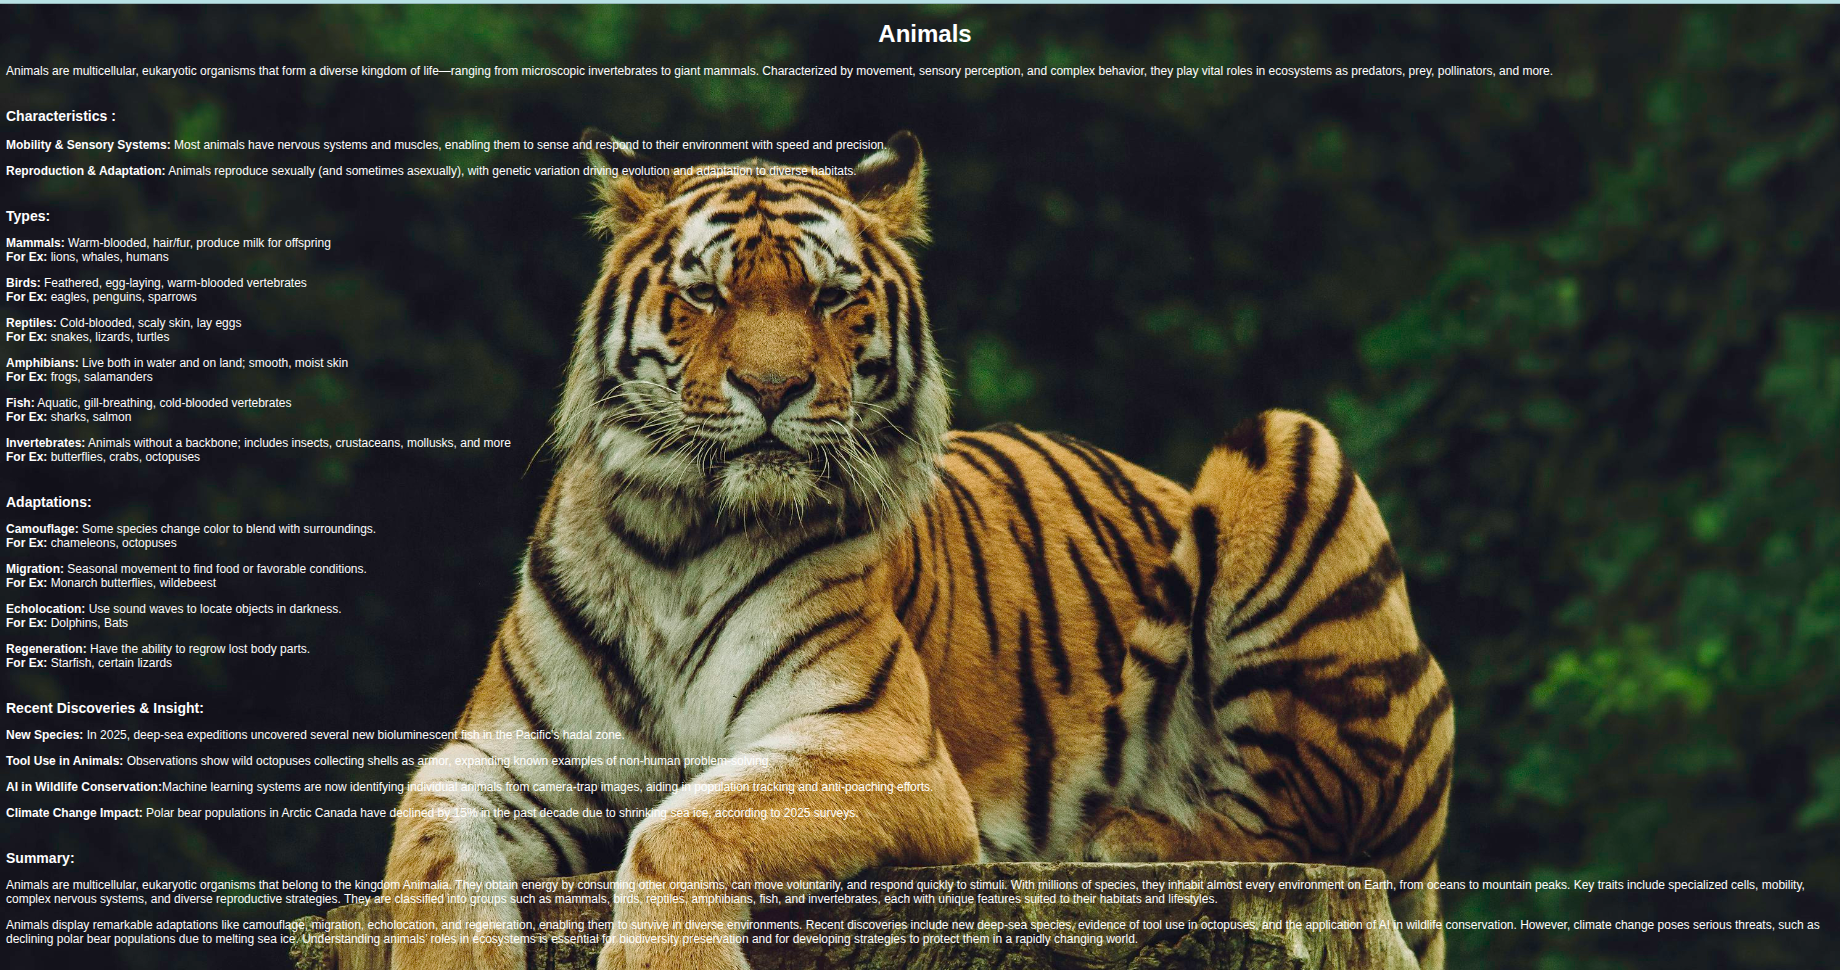 Animals
Animals are multicellular, eukaryotic organisms that form a diverse kingdom of life—ranging from microscopic invertebrates to giant mammals. Characterized by movement, sensory perception, and complex behavior, they play vital roles in ecosystems as predators, prey, pollinators, and more.
Characteristics :
Mobility & Sensory Systems: Most animals have nervous systems and muscles, enabling them to sense and respond to their environment with speed and precision.
Reproduction & Adaptation: Animals reproduce sexually (and sometimes asexually), with genetic variation driving evolution and adaptation to diverse habitats.
Types:
Mammals: Warm-blooded, hair/fur, produce milk for offspring
For Ex: lions, whales, humans
Birds: Feathered, egg-laying, warm-blooded vertebrates
For Ex: eagles, penguins, sparrows
Reptiles: Cold-blooded, scaly skin, lay eggs
For Ex: snakes, lizards, turtles
Amphibians: Live both in water and on land; smooth, moist skin
For Ex: frogs, salamanders
Fish: Aquatic, gill-breathing, cold-blooded vertebrates
For Ex: sharks, salmon
Invertebrates: Animals without a backbone; includes insects, crustaceans, mollusks, and more
For Ex: butterflies, crabs, octopuses
Adaptations:
Camouflage: Some species change color to blend with surroundings.
For Ex: chameleons, octopuses
Migration: Seasonal movement to find food or favorable conditions.
For Ex: Monarch butterflies, wildebeest
Echolocation: Use sound waves to locate objects in darkness.
For Ex: Dolphins, Bats
Regeneration: Have the ability to regrow lost body parts.
For Ex: Starfish, certain lizards
Recent Discoveries & Insight:
New Species: In 2025, deep-sea expeditions uncovered several new bioluminescent fish in the Pacific's hadal zone.
Tool Use in Animals: Observations show wild octopuses collecting shells as armor, expanding known examples of non-human problem-solving.
AI in Wildlife Conservation:Machine learning systems are now identifying individual animals from camera-trap images, aiding in population tracking and anti-poaching efforts.
Climate Change Impact: Polar bear populations in Arctic Canada have declined by 15% in the past decade due to shrinking sea ice, according to 2025 surveys.
Summary:
Animals are multicellular, eukaryotic organisms that belong to the kingdom Animalia. They obtain energy by consuming other organisms, can move voluntarily, and respond quickly to stimuli. With millions of species, they inhabit almost every environment on Earth, from oceans to mountain peaks. Key traits include specialized cells, mobility,
complex nervous systems, and diverse reproductive strategies. They are classified into groups such as mammals, birds, reptiles, amphibians, fish, and invertebrates, each with unique features suited to their habitats and lifestyles.
Animals display remarkable adaptations like camouflage, migration, echolocation, and regeneration, enabling them to survive in diverse environments. Recent discoveries include new deep-sea species, evidence of tool use in octopuses, and the application of AI in wildlife conservation. However, climate change poses serious threats, such as
declining polar bear populations due to melting sea ice. Understanding animals' roles in ecosystems is essential for biodiversity preservation and for developing strategies to protect them in a rapidly changing world.